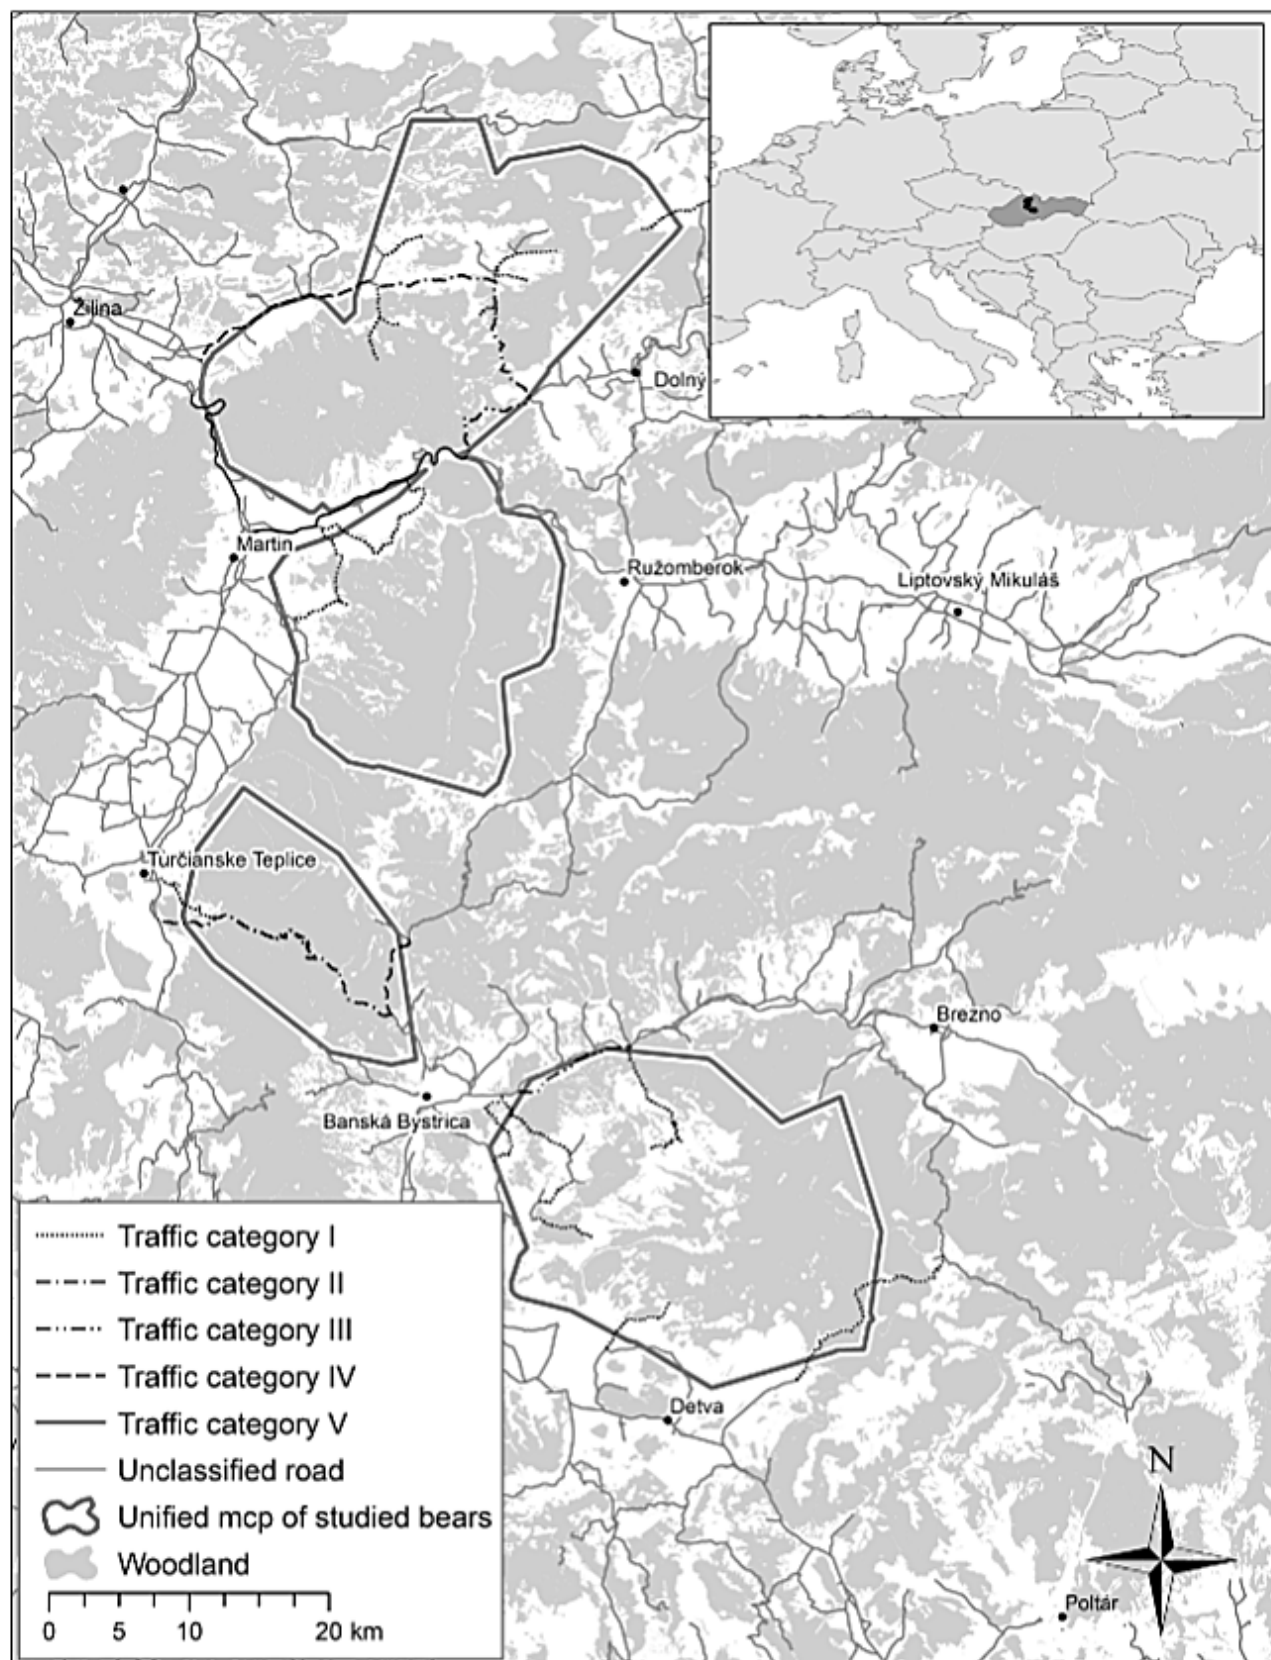 Žilina
Dolný
Martin
Ružomberok
Liptovský Mikuláš
Turčianske Teplice
Brezno
Banská Bystrica
Detva
Poltár
N
Traffic category I
Traffic category II
Traffic category III
Traffic category IV
Traffic category V
Unclassified road
Unified mcp of studied bears
Woodland
0 5 10 20 km